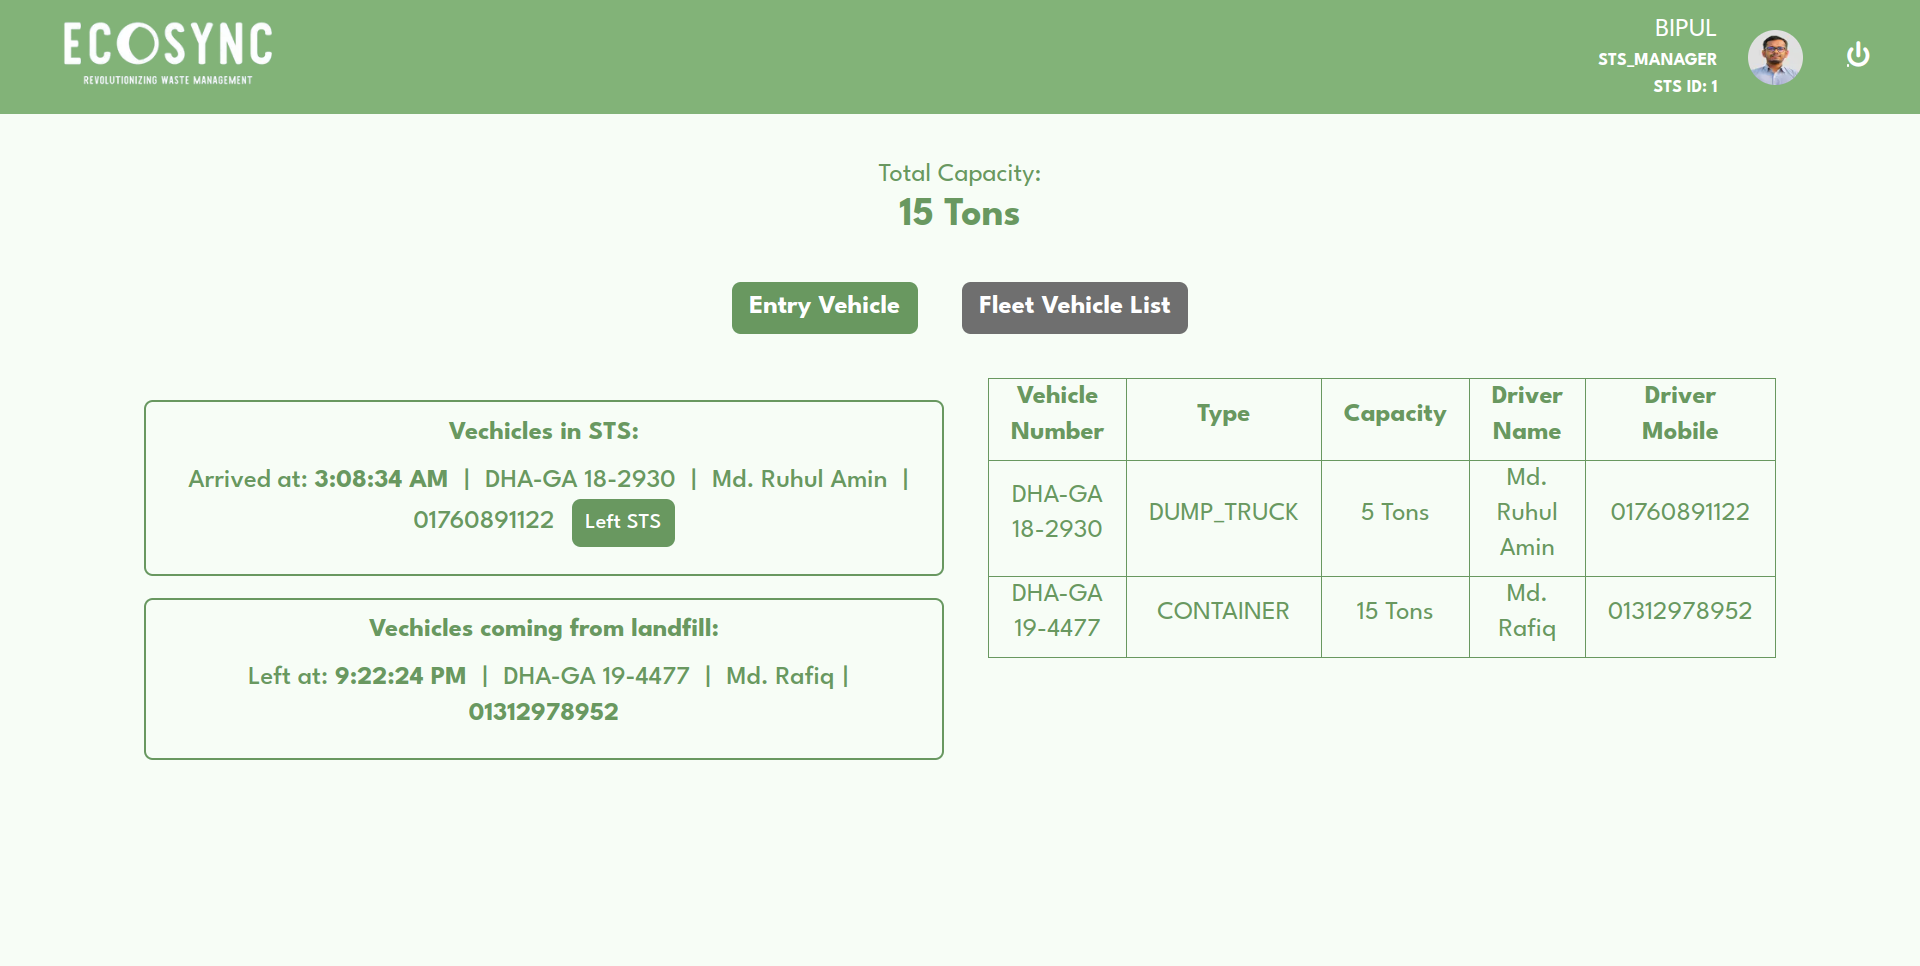 ECOSYNC
REVOLUTIONIZING WASTE MANAGEMENT
BIPUL
STS_MANAGER
STS ID: 1
Total Capacity:
15 Tons
Entry Vehicle
Fleet Vehicle List
Vechicles in STS:
Arrived at: 3:08:34 AM | DHA-GA 18-2930 | Md. Ruhul Amin |
01760891122 Left STS
Vechicles coming from landfill:
Left at: 9:22:24 PM | DHA-GA 19-4477 | Md. Rafiq |
01312978952
Vehicle Number Type Capacity Driver Name Driver Mobile
DHA-GA 18-2930 DUMP_TRUCK 5 Tons Md. Ruhul Amin 01760891122
DHA-GA 19-4477 CONTAINER 15 Tons Md. Rafiq 01312978952